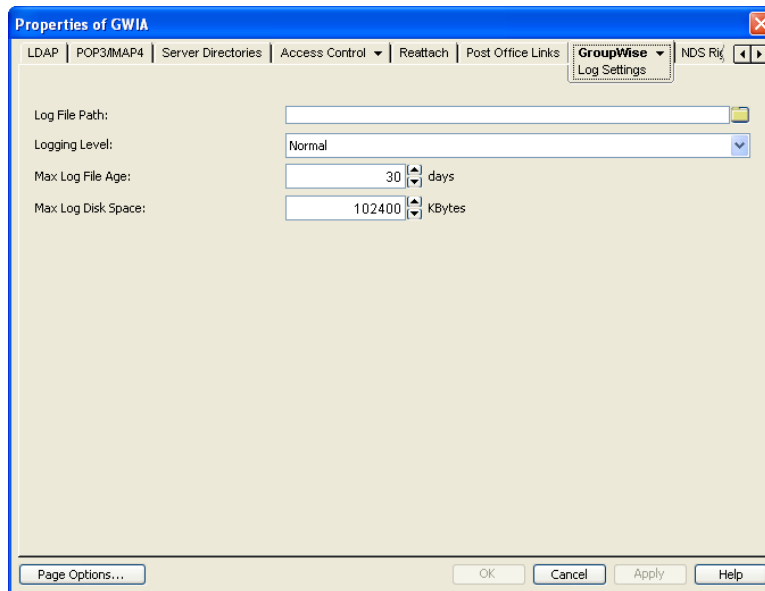 Properties of GWIA
LDAP POP3/IMAP4 Server Directories Access Control Reattach Post Office Links GroupWise NDS
Log Settings
Log File Path:
Logging Level: Normal
Max Log File Age: 30 days
Max Log Disk Space: 102400 KBytes
Page Options... OK Cancel Apply Help